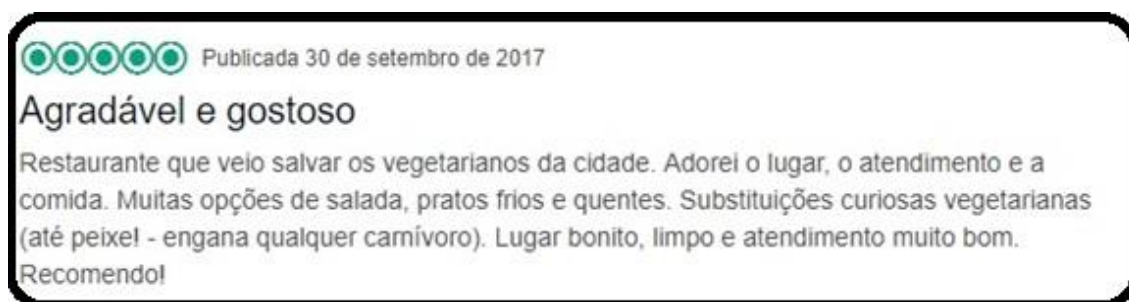 Publicada 30 de setembro de 2017
Agradável e gostoso
Restaurante que veio salvar os vegetarianos da cidade. Adorei o lugar, o atendimento e a
comida. Muitas opções de salada, pratos frios e quentes. Substituições curiosas vegetarianas
(até peixe! - engana qualquer carnívoro). Lugar bonito, limpo e atendimento muito bom.
Recomendo!